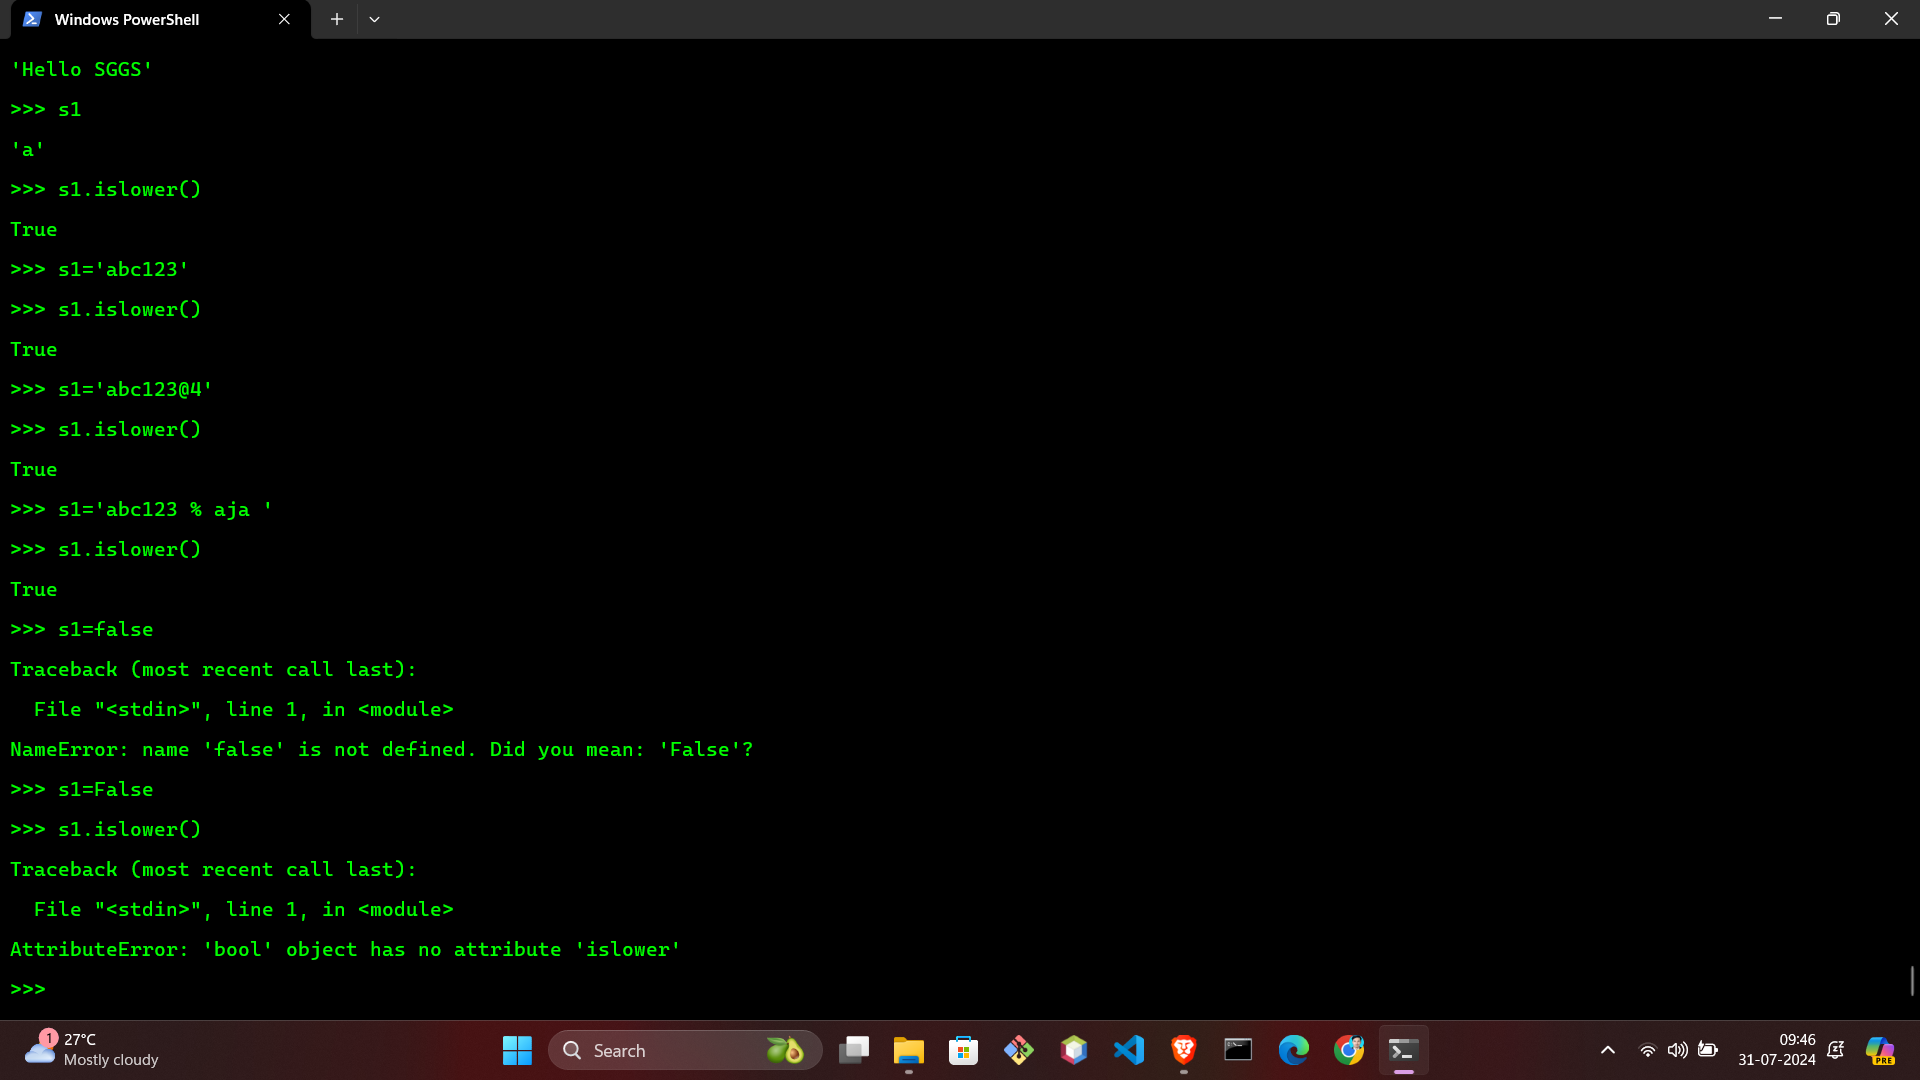 Windows PowerShell
'Hello SGGS'
>>> s1
'a'
>>> s1.islower()
True
>>> s1='abc123'
>>> s1.islower()
True
>>> s1='abc123@4'
>>> s1.islower()
True
>>> s1='abc123 % aja '
>>> s1.islower()
True
>>> s1=false
Traceback (most recent call last):
  File "<stdin>", line 1, in <module>
NameError: name 'false' is not defined. Did you mean: 'False'?
>>> s1=False
>>> s1.islower()
Traceback (most recent call last):
  File "<stdin>", line 1, in <module>
AttributeError: 'bool' object has no attribute 'islower'
>>>
1
27°C
Mostly cloudy
Search
09:46
31-07-2024
PRE